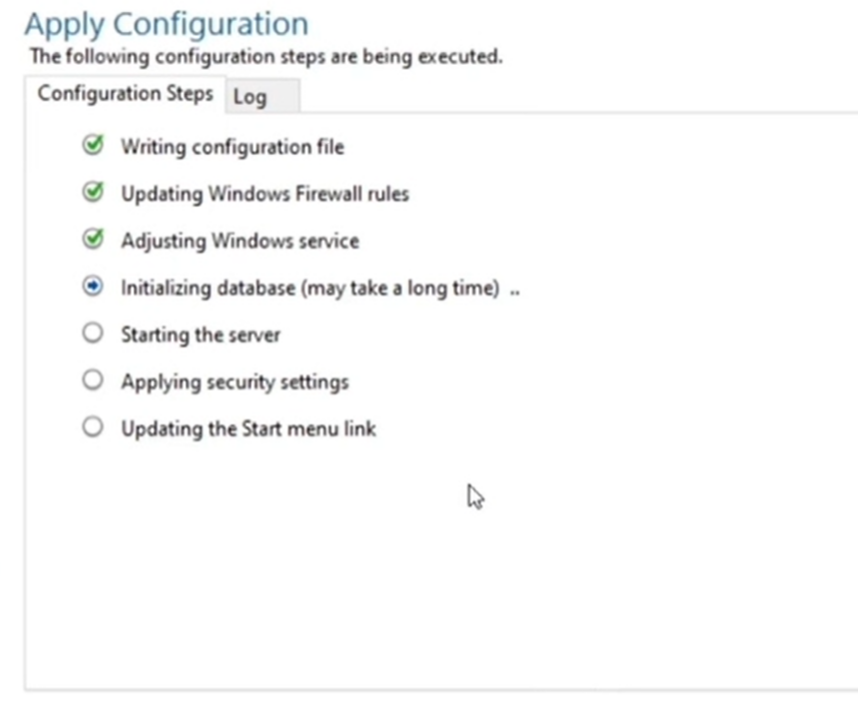 Apply Configuration
The following configuration steps are being executed.
Configuration Steps
Log
Writing configuration file
Updating Windows Firewall rules
Adjusting Windows service
Initializing database (may take a long time) ..
Starting the server
Applying security settings
Updating the Start menu link